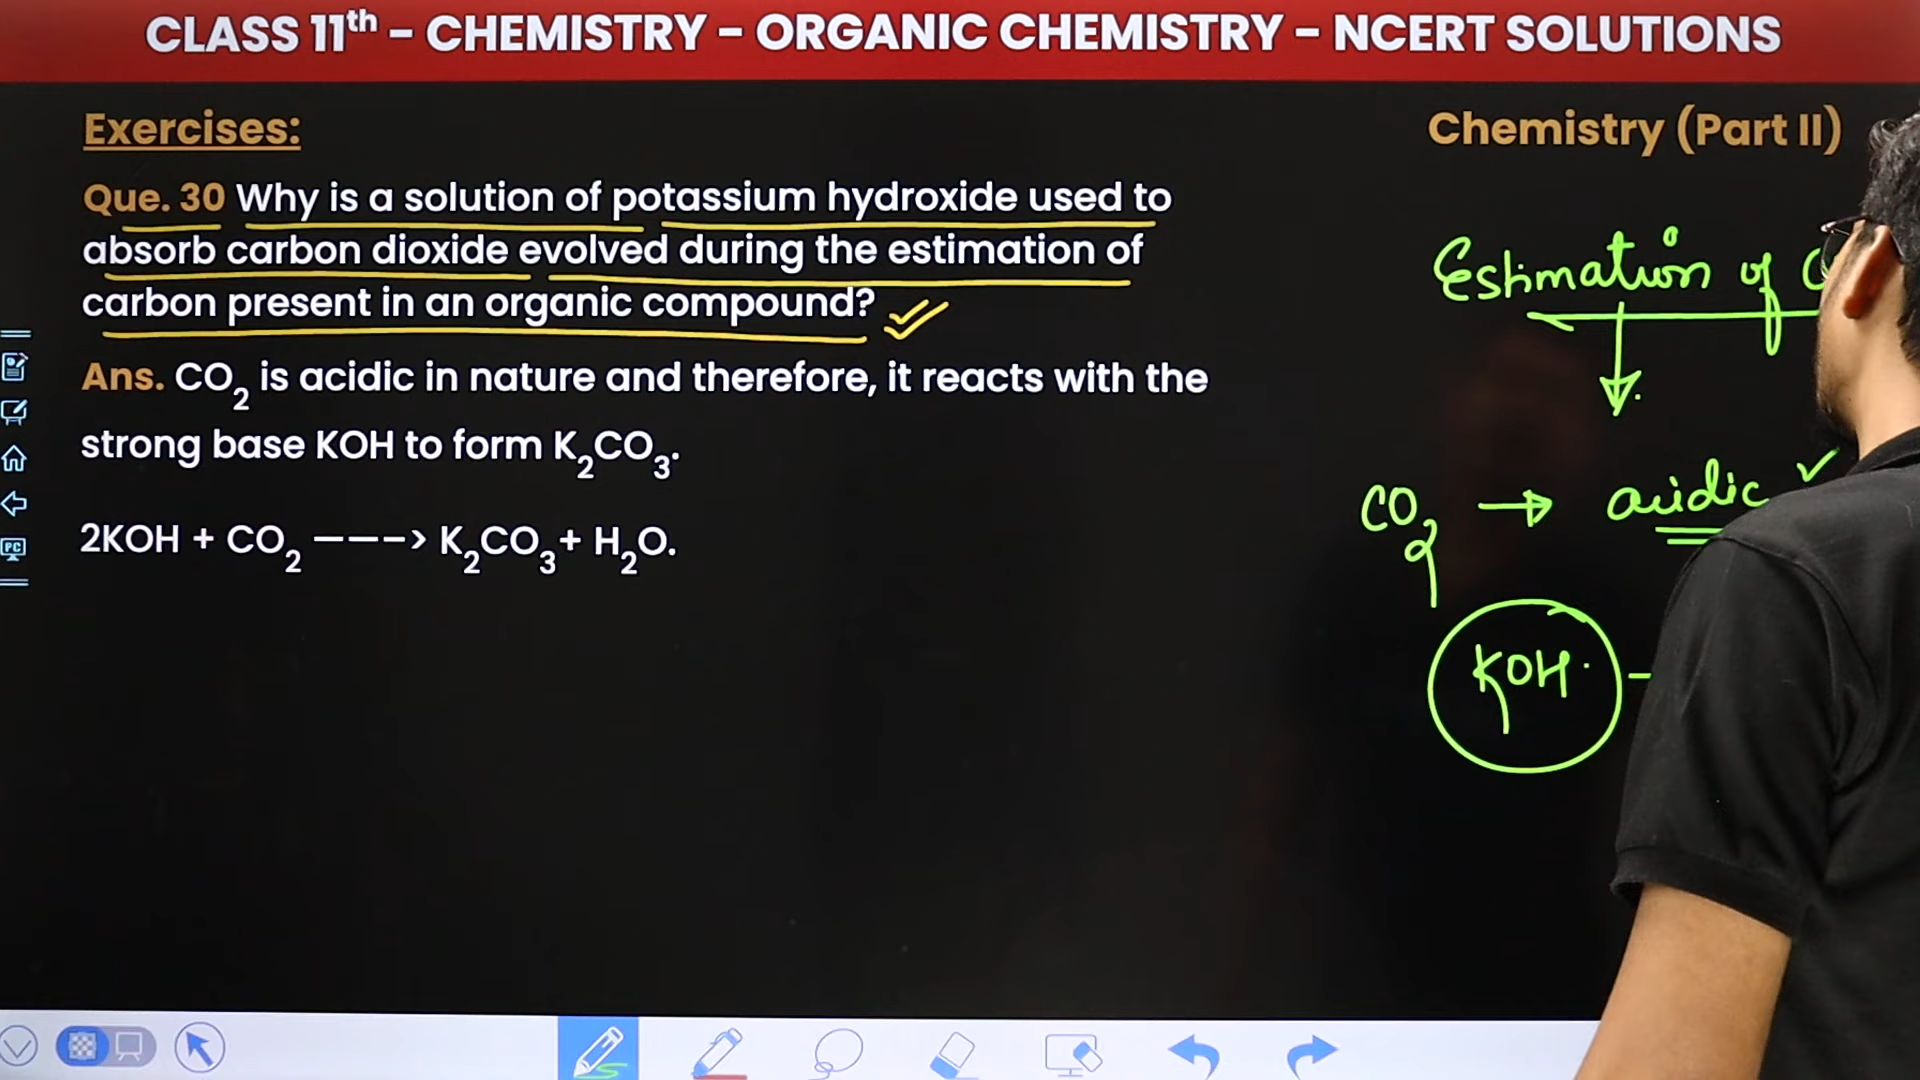 CLASS 11th – CHEMISTRY – ORGANIC CHEMISTRY – NCERT SOLUTIONS
Exercises:
Chemistry (Part II)
Que. 30 Why is a solution of potassium hydroxide used to
absorb carbon dioxide evolved during the estimation of
carbon present in an organic compound?
Ans. CO2 is acidic in nature and therefore, it reacts with the
strong base KOH to form K2CO3.
2KOH + CO2 ––––> K2CO3+ H2O.
Estimation of
CO2 → acidic
KOH
PC